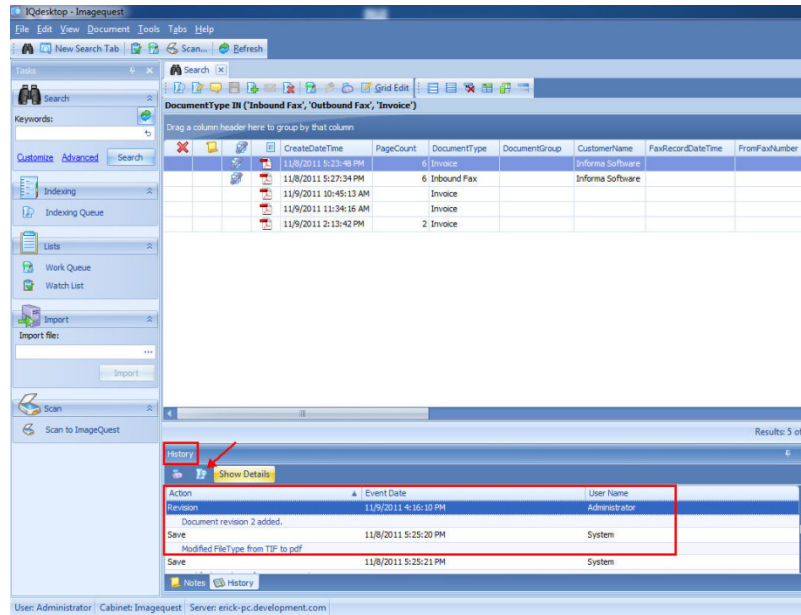 IQdesktop - Imagequest
File Edit View Document Tools Tabs Help
New Search Tab Scan... Refresh
Tasks
Search
Keywords:
Customize Advanced Search
Indexing
Indexing Queue
Lists
Work Queue
Watch List
Import
Import file:
...
Import
Scan
Scan to ImageQuest
Search
Grid Edit
DocumentType IN ('Inbound Fax', 'Outbound Fax', 'Invoice')
Drag a column header here to group by that column
CreateDateTime PageCount DocumentType DocumentGroup CustomerName FaxRecordDateTime FromFaxNumber
11/8/2011 5:23:48 PM 6 Invoice Informa Software
11/8/2011 5:27:34 PM 6 Inbound Fax Informa Software
11/9/2011 10:45:13 AM Invoice
11/9/2011 11:34:16 AM Invoice
11/9/2011 2:13:42 PM 2 Invoice
Results: 5 of
History
Show Details
Action Event Date User Name
Revision 11/9/2011 4:16:10 PM Administrator
Document revision 2 added.
Save 11/8/2011 5:25:20 PM System
Modified FileType from TIF to pdf
Save 11/8/2011 5:25:21 PM System
Notes History
User: Administrator Cabinet: Imagequest Server: erick-pc.development.com